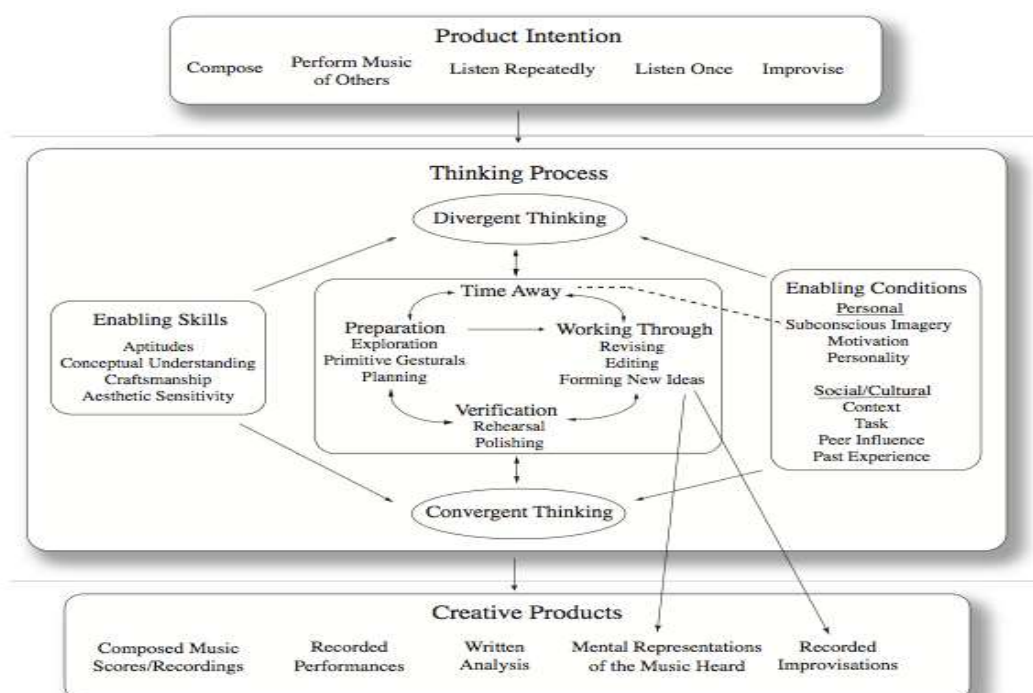 Product Intention
Compose
Perform Music
of Others
Listen Repeatedly
Listen Once
Improvise
Thinking Process
Divergent Thinking
Enabling Skills
Aptitudes
Conceptual Understanding
Craftsmanship
Aesthetic Sensitivity
Time Away
Preparation
Exploration
Primitive Gesturals
Planning
Working Through
Revising
Editing
Forming New Ideas
Verification
Rehearsal
Polishing
Enabling Conditions
Personal
Subconscious Imagery
Motivation
Personality
Social/Cultural
Context
Task
Peer Influence
Past Experience
Convergent Thinking
Creative Products
Composed Music
Scores/Recordings
Recorded
Performances
Written
Analysis
Mental Representations
of the Music Heard
Recorded
Improvisations